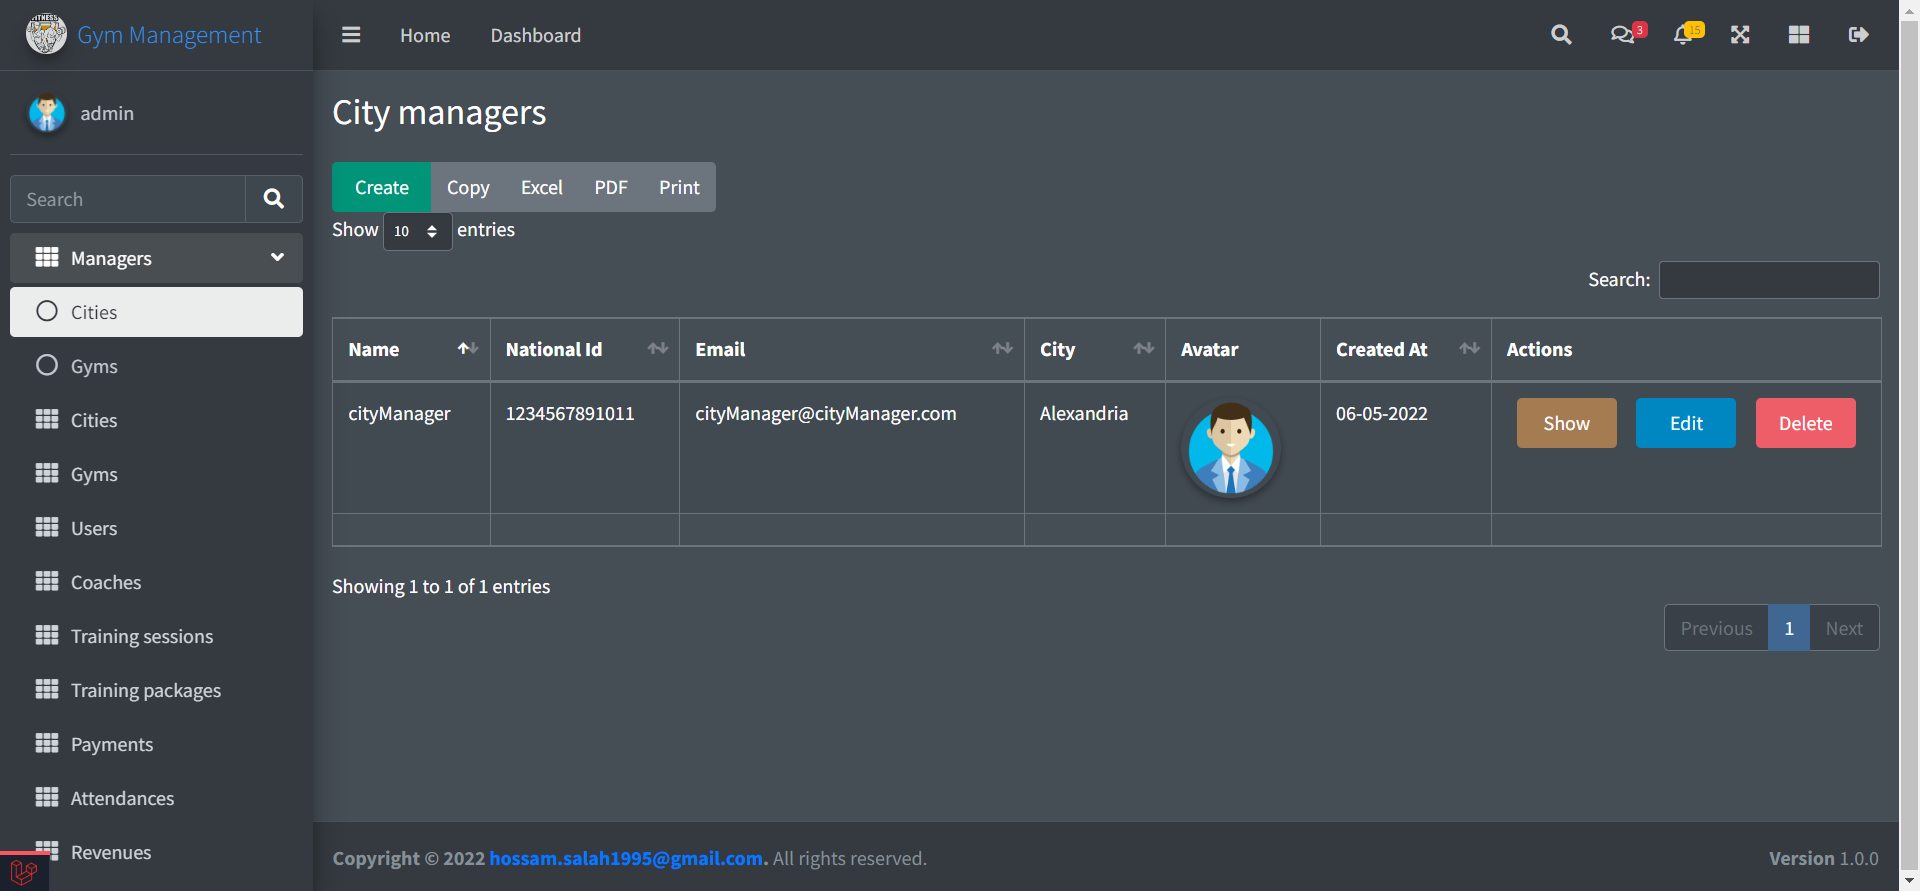 FITNESS
Gym Management
Home
Dashboard
3
15
admin
Search
Managers
Cities
Gyms
Cities
Gyms
Users
Coaches
Training sessions
Training packages
Payments
Attendances
Revenues
City managers
Create Copy Excel PDF Print
Show 10 entries
Search:
Name National Id Email City Avatar Created At Actions
cityManager 1234567891011 cityManager@cityManager.com Alexandria 06-05-2022 Show Edit Delete
Showing 1 to 1 of 1 entries
Previous 1 Next
Copyright © 2022 hossam.salah1995@gmail.com. All rights reserved.
Version 1.0.0